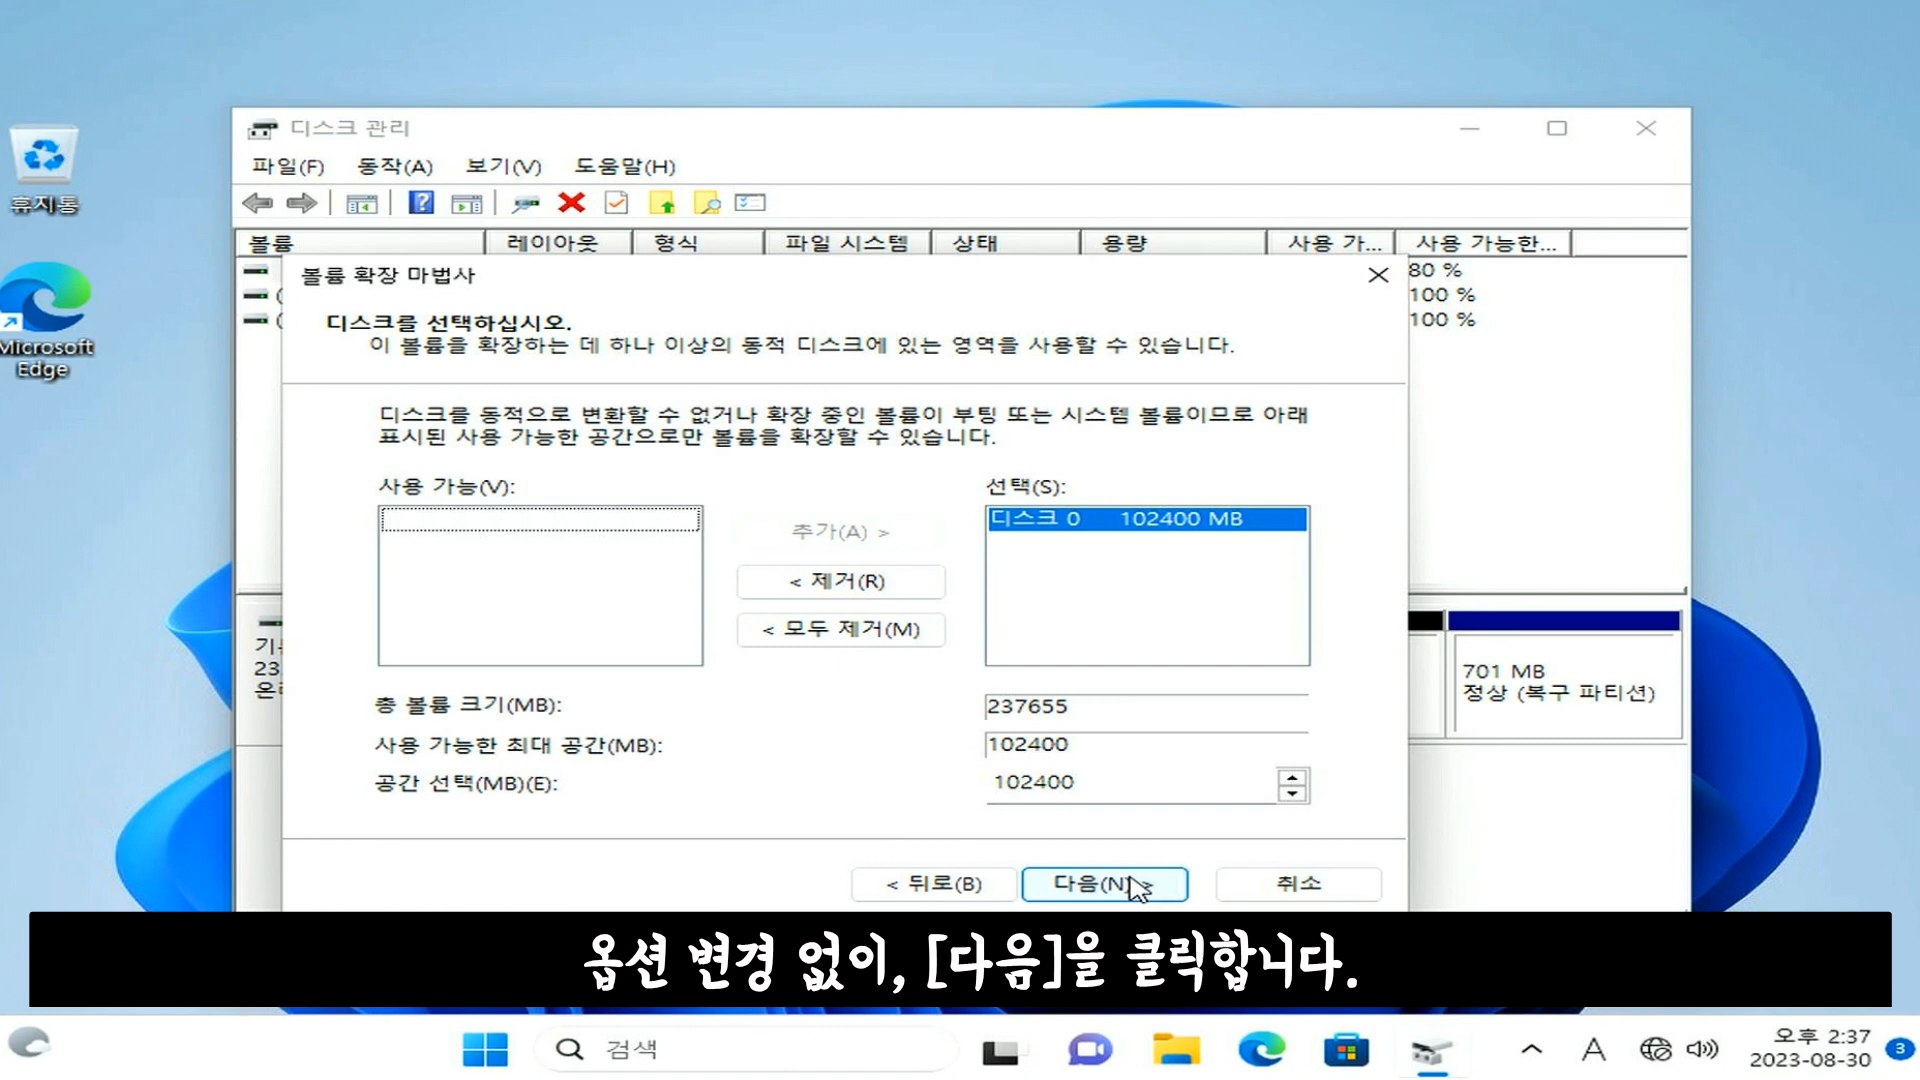 휴지통
Microsoft
Edge
디스크 관리
파일(F) 동작(A) 보기(V) 도움말(H)
볼륨 레이아웃 형식 파일 시스템 상태 용량 사용 가... 사용 가능한...
80 %
100 %
100 %
볼륨 확장 마법사
디스크를 선택하십시오.
이 볼륨을 확장하는 데 하나 이상의 동적 디스크에 있는 영역을 사용할 수 있습니다.
디스크를 동적으로 변환할 수 없거나 확장 중인 볼륨이 부팅 또는 시스템 볼륨이므로 아래
표시된 사용 가능한 공간으로만 볼륨을 확장할 수 있습니다.
사용 가능(V): 선택(S):
디스크 0 102400 MB
추가(A) >
< 제거(R)
< 모두 제거(M)
총 볼륨 크기(MB): 237655
사용 가능한 최대 공간(MB): 102400
공간 선택(MB)(E): 102400
23
701 MB
정상 (복구 파티션)
< 뒤로(B) 다음(N) > 취소
옵션 변경 없이, [다음]을 클릭합니다.
검색
A
오후 2:37
2023-08-30
3